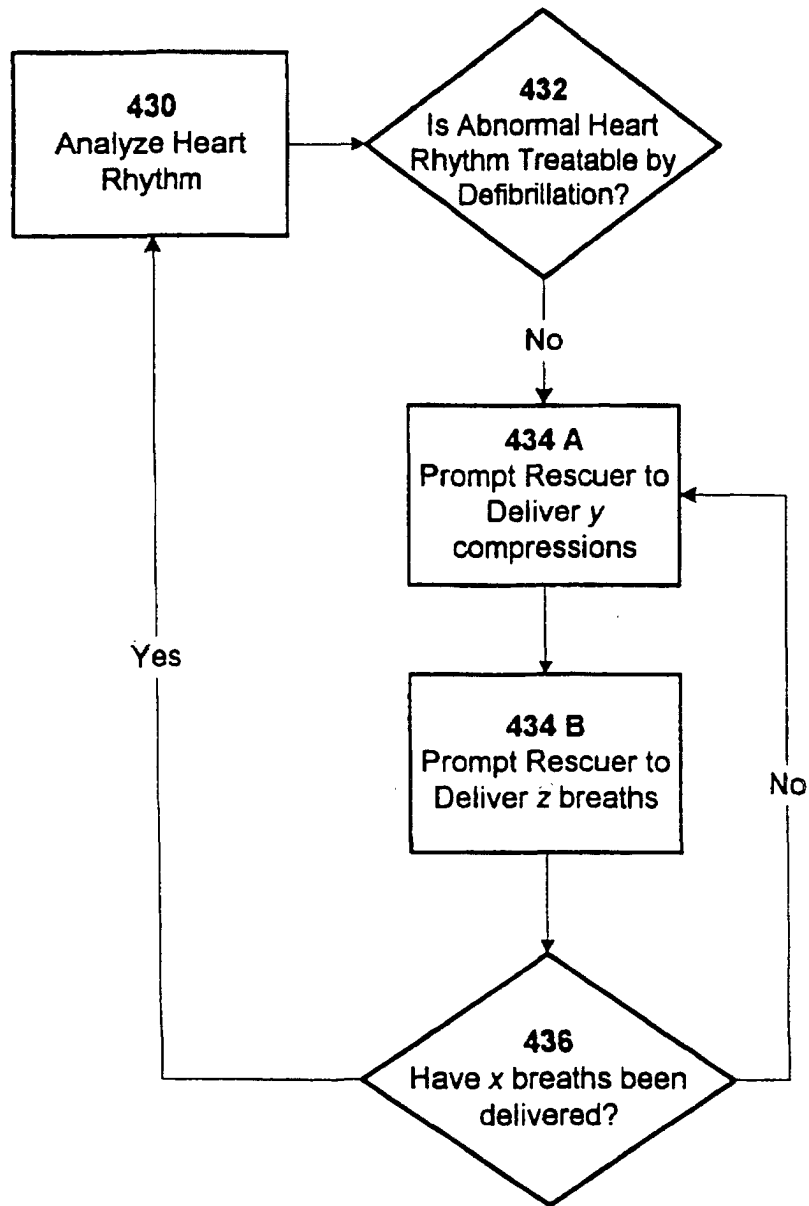 430
Analyze Heart
Rhythm
432
Is Abnormal Heart
Rhythm Treatable by
Defibrillation?
No
434 A
Prompt Rescuer to
Deliver y
compressions
Yes
434 B
Prompt Rescuer to
Deliver z breaths
No
436
Have x breaths been
delivered?